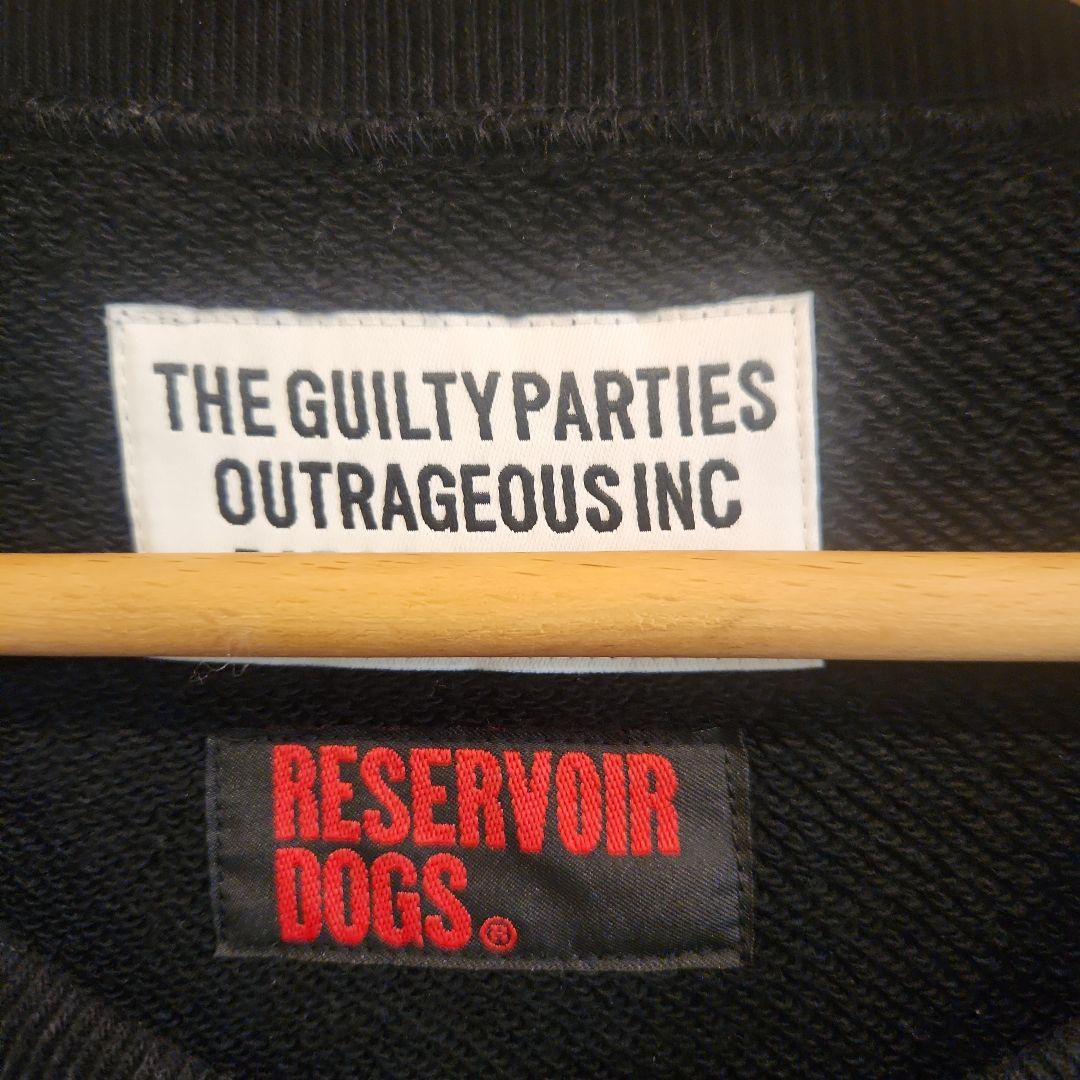 THE GUILTY PARTIES
OUTRAGEOUS INC
RESERVOIR
DOGS®